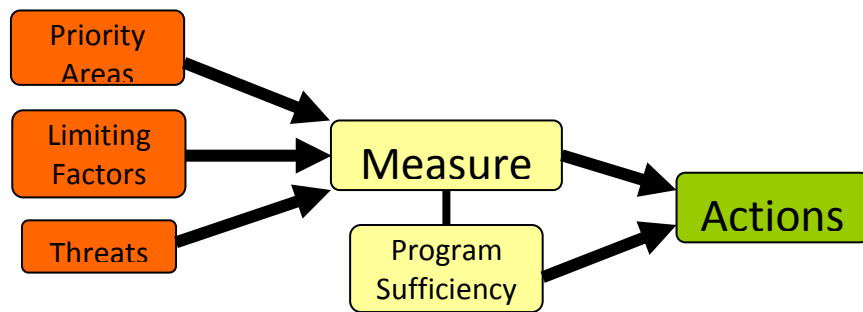 Priority
Areas
Limiting
Factors
Threats
Measure
Program
Sufficiency
Actions